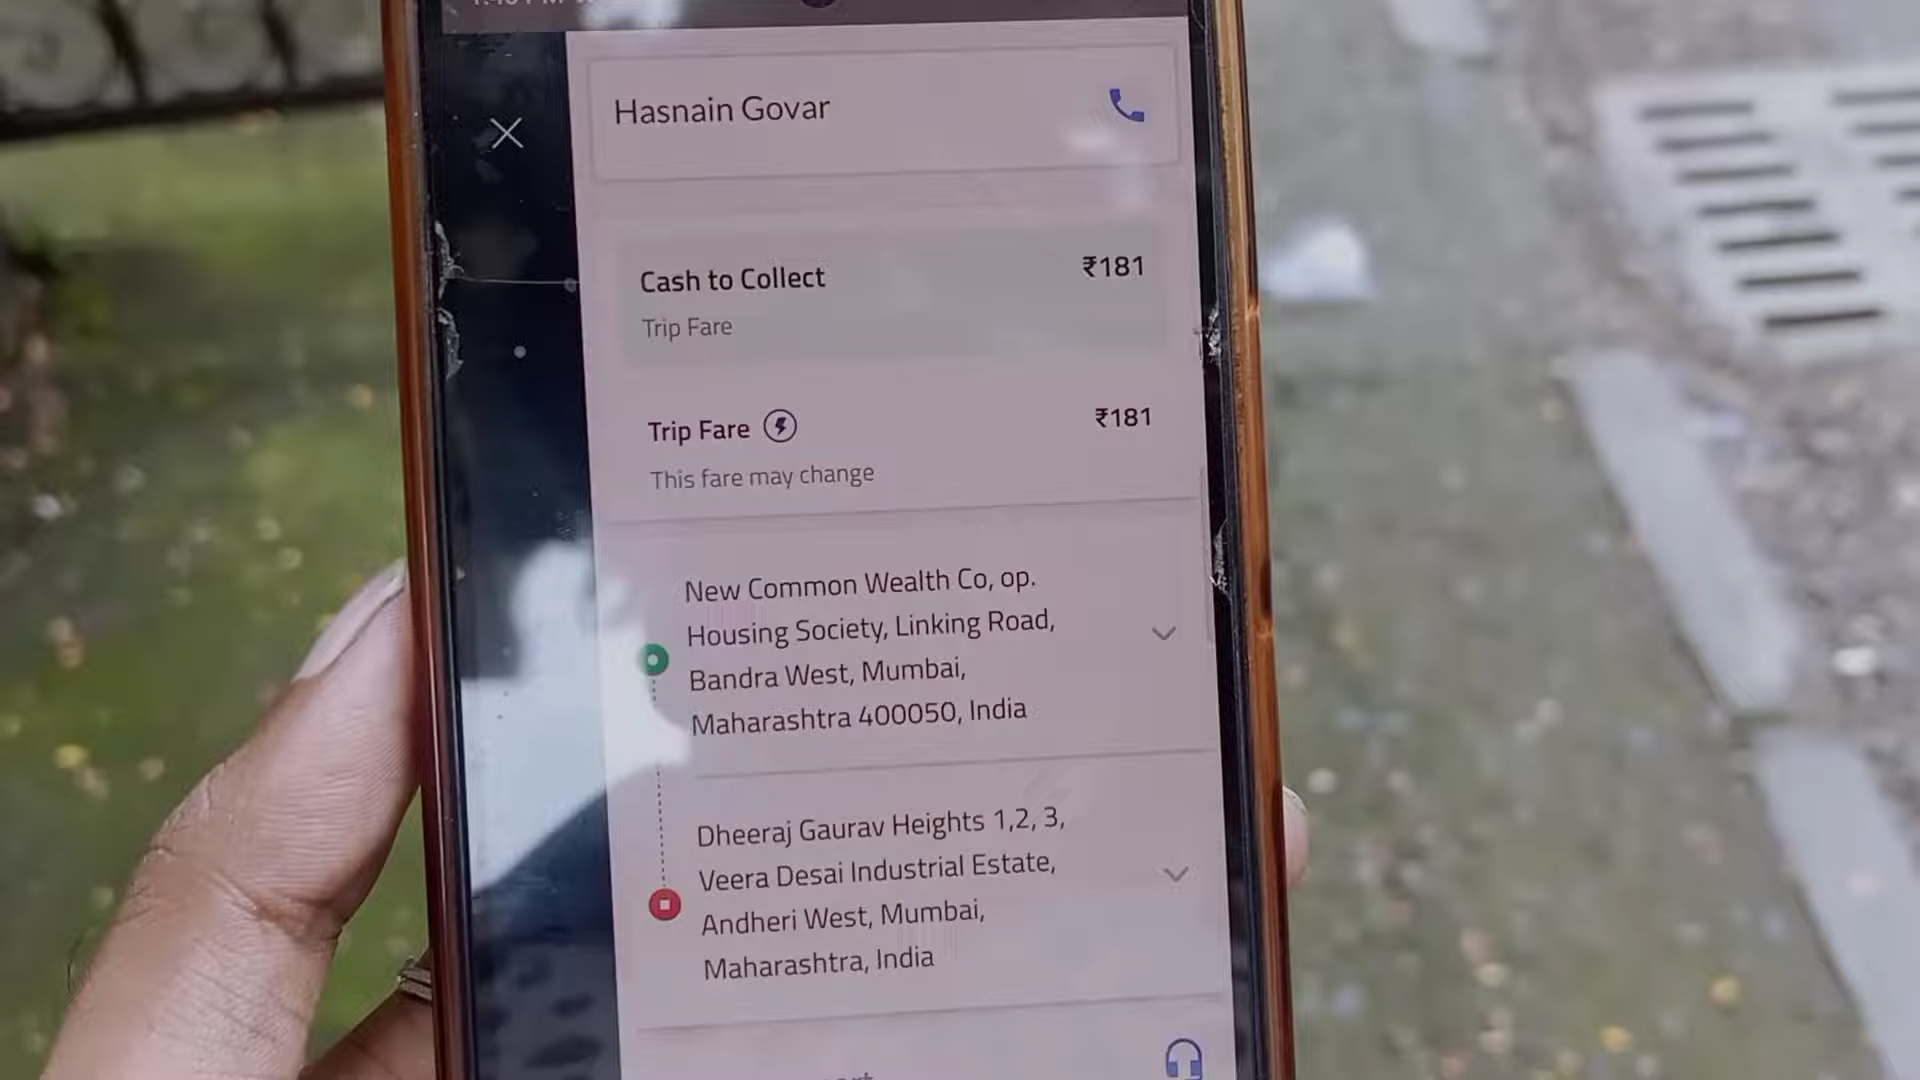 Hasnain Govar
Cash to Collect
₹181
Trip Fare
Trip Fare
₹181
This fare may change
New Common Wealth Co, op.
Housing Society, Linking Road,
Bandra West, Mumbai,
Maharashtra 400050, India
Dheeraj Gaurav Heights 1,2, 3,
Veera Desai Industrial Estate,
Andheri West, Mumbai,
Maharashtra, India